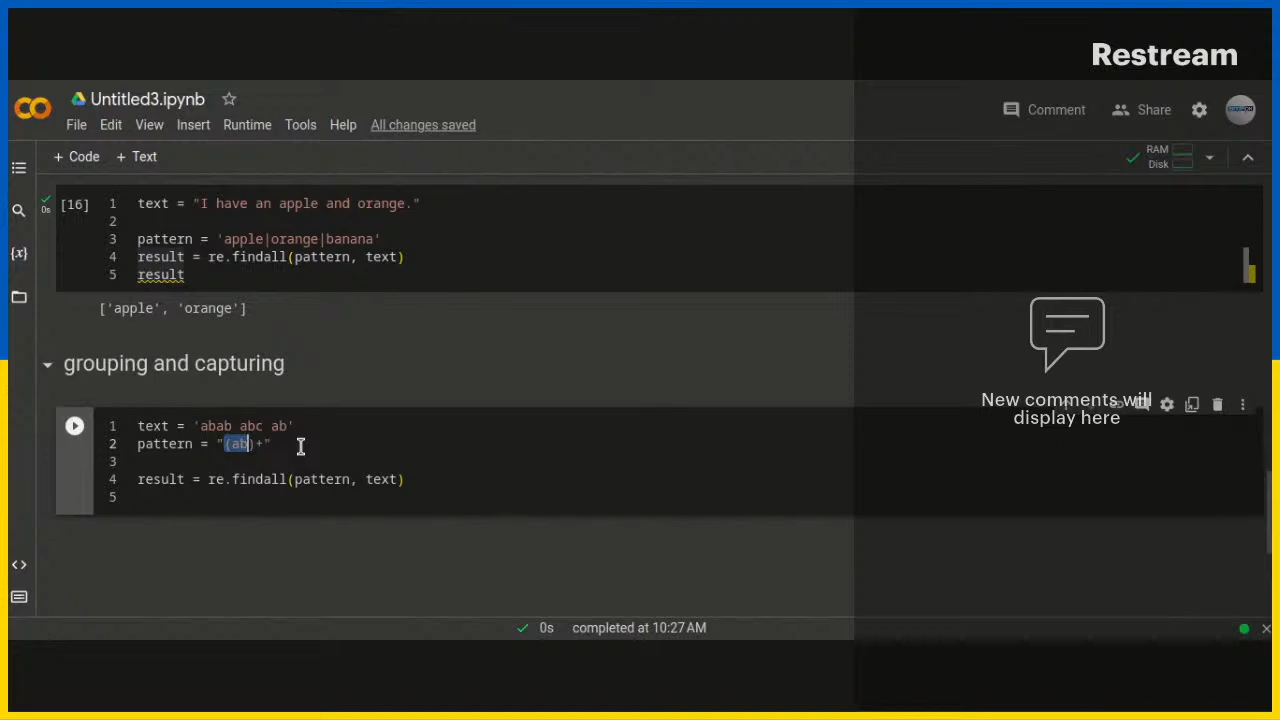 Restream
Untitled3.ipynb
Comment
Share
File Edit View Insert Runtime Tools Help All changes saved
+ Code + Text
RAM
Disk
0s
[16]
1 text = "I have an apple and orange."
2
3 pattern = 'apple|orange|banana'
4 result = re.findall(pattern, text)
5 result
{x}
['apple', 'orange']
grouping and capturing
New comments will
display here
1 text = 'abab abc ab'
2 pattern = "(ab)+"
3
4 result = re.findall(pattern, text)
5
0s completed at 10:27 AM